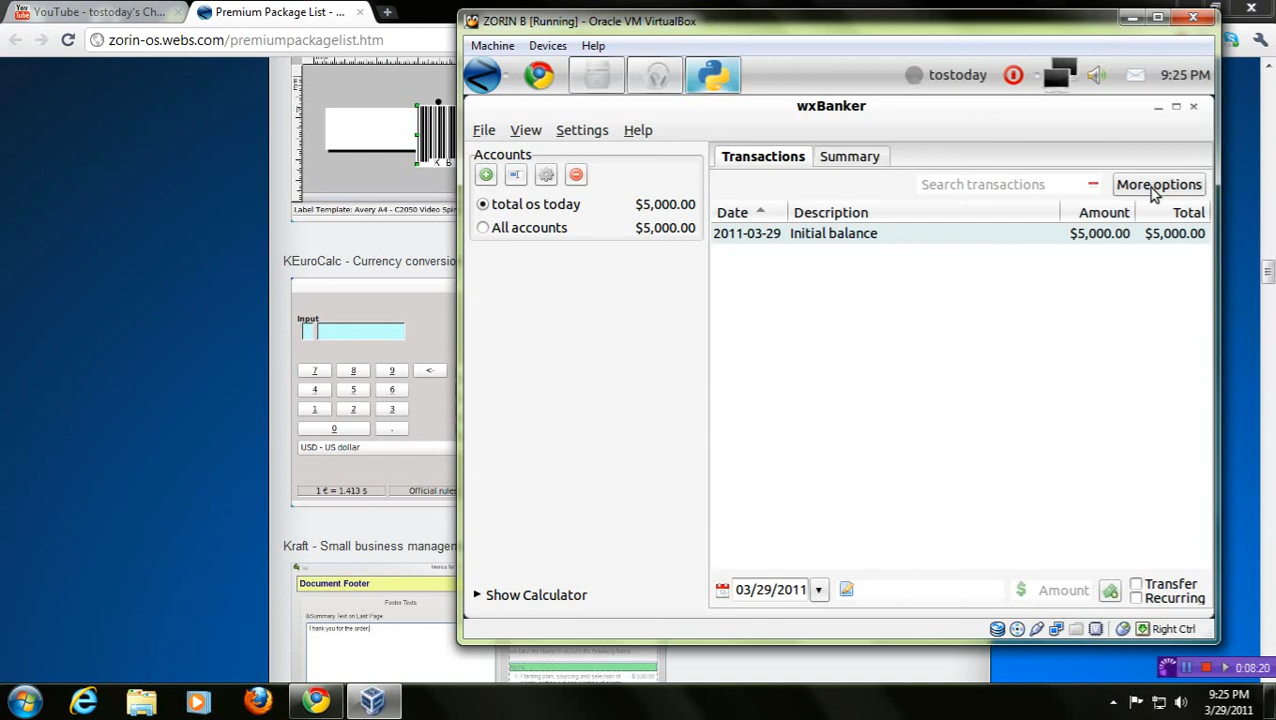 YouTube - tostoday's Ch...
Premium Package List - ...
zorin-os.webs.com/premiumpackagelist.htm
K B
Label Template: Avery A4 - C2050 Video Spin
KEuroCalc - Currency conversio
Input
7 8 9 <-
4 5 6
1 2 3
0 .
USD - US dollar
1 € = 1.413 $
Official rules
Kraft - Small business managem
Document Footer
Footer Texts
&Summary Text on Last Page:
Thank you for the order.
ZORIN B [Running] - Oracle VM VirtualBox
Machine Devices Help
tostoday
9:25 PM
wxBanker
File View Settings Help
Accounts
total os today $5,000.00
All accounts $5,000.00
Show Calculator
Transactions Summary
Search transactions
More options
Date Description Amount Total
2011-03-29 Initial balance $5,000.00 $5,000.00
03/29/2011
$ Amount
Transfer
Recurring
Right Ctrl
0:08:20
9:25 PM
3/29/2011